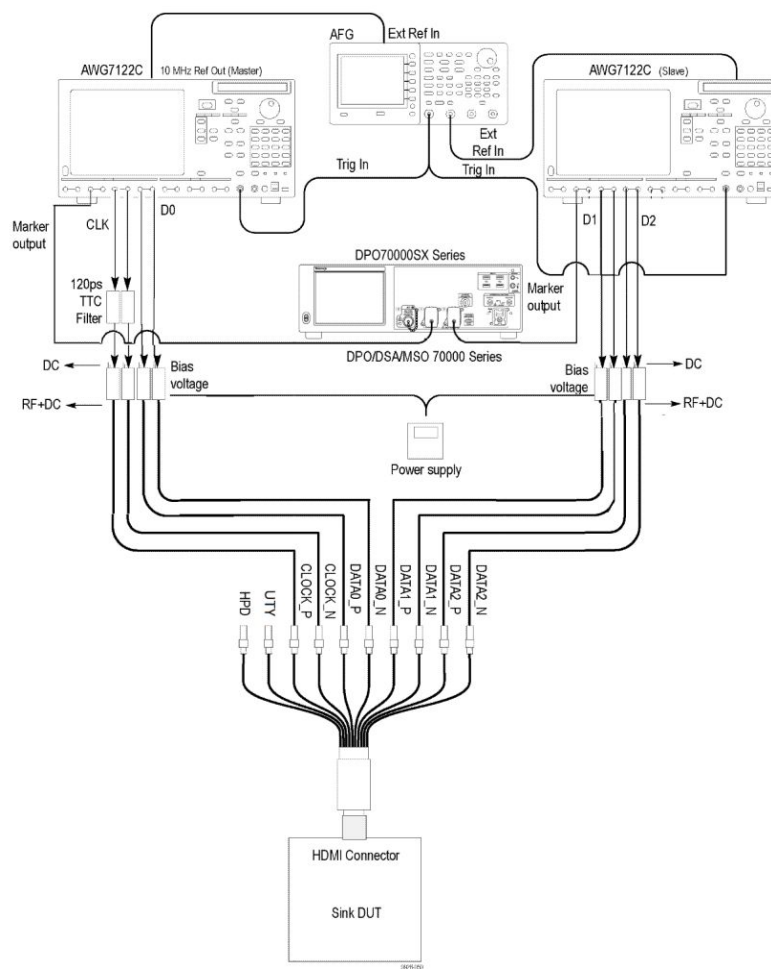 AFG
Ext Ref In
AWG7122C
10 MHz Ref Out (Master)
AWG7122C
(Slave)
Ext
Ref In
Trig In
Trig In
Marker
output
CLK
D0
D1
D2
DPO70000SX Series
120ps
TTC
Filter
Marker
output
DPO/DSA/MSO 70000 Series
DC
Bias
voltage
Bias
voltage
DC
RF+DC
RF+DC
Power supply
HPD
UTY
CLOCK_P
CLOCK_N
DATA0_P
DATA0_N
DATA1_P
DATA1_N
DATA2_P
DATA2_N
HDMI Connector
Sink DUT